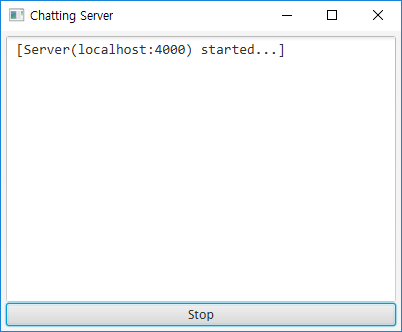 Chatting Server
[Server(localhost:4000) started...]
Stop